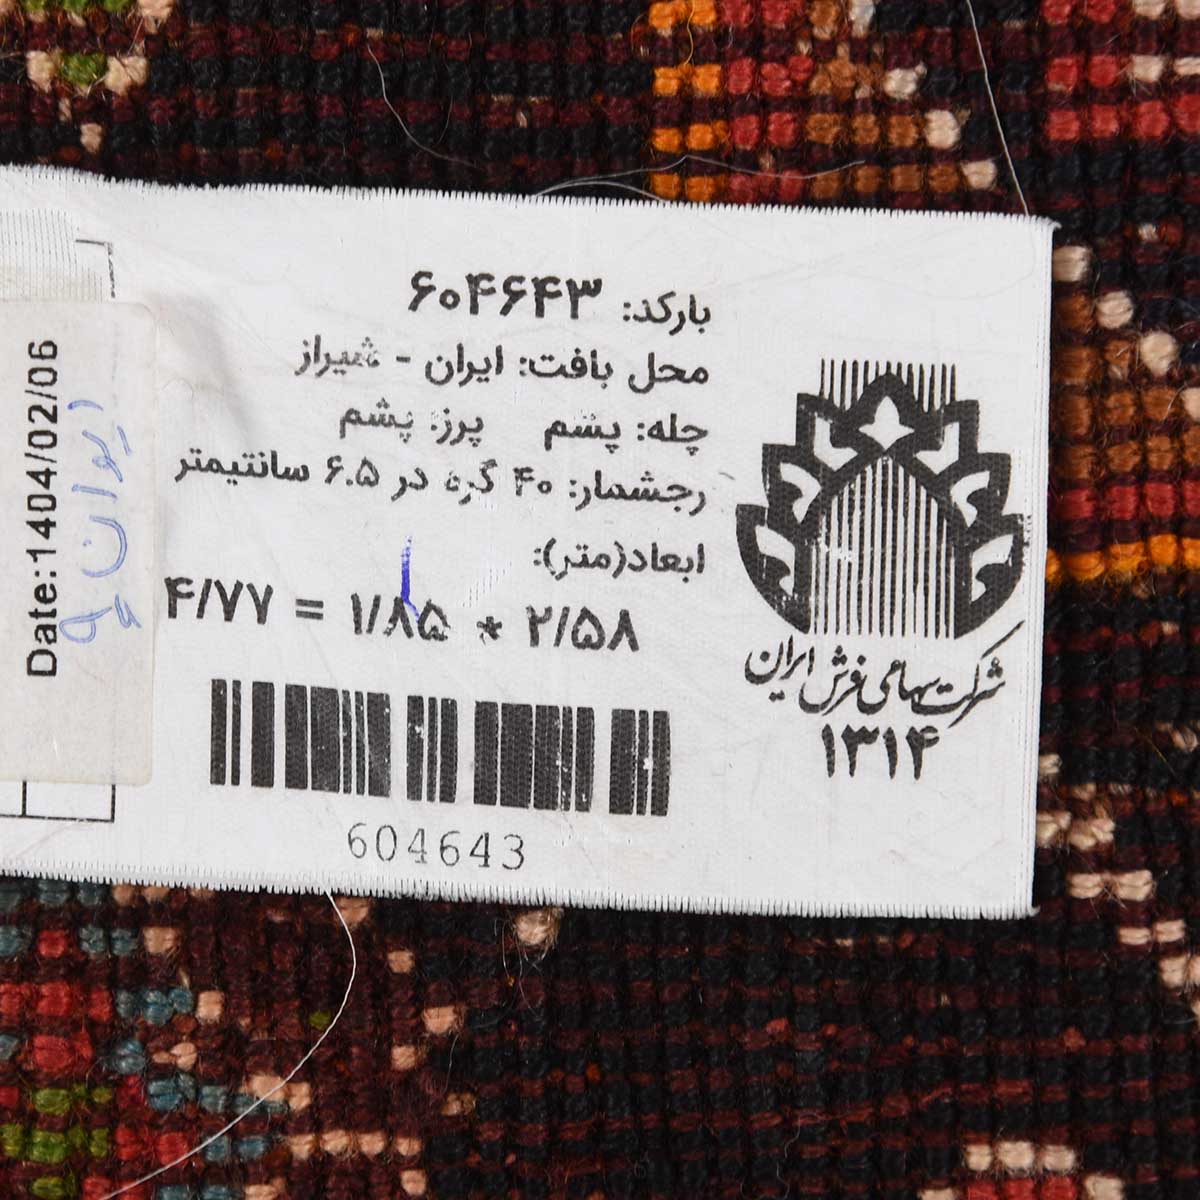 بارکد: ۶۰۴۶۴۳
محل بافت: ایران - شیراز
چله: پشم پرز: پشم
رجشمار: ۴۰ گره در ۶.۵ سانتیمتر
ابعاد(متر):
۴/۷۷ = ۱/۸۵ * ۲/۵۸
604643
شرکت سهامی فرش ایران
۱۳۱۴
Date:1404/02/06
ایوان